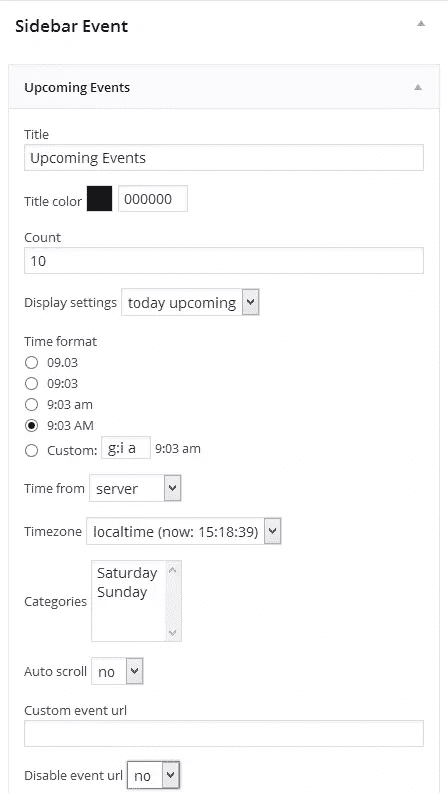 Sidebar Event
Upcoming Events
Title
Upcoming Events
Title color 000000
Count
10
Display settings today upcoming
Time format
09.03
09:03
9:03 am
9:03 AM
Custom: g:i a 9:03 am
Time from server
Timezone localtime (now: 15:18:39)
Saturday
Sunday
Categories
Auto scroll no
Custom event url
Disable event url no